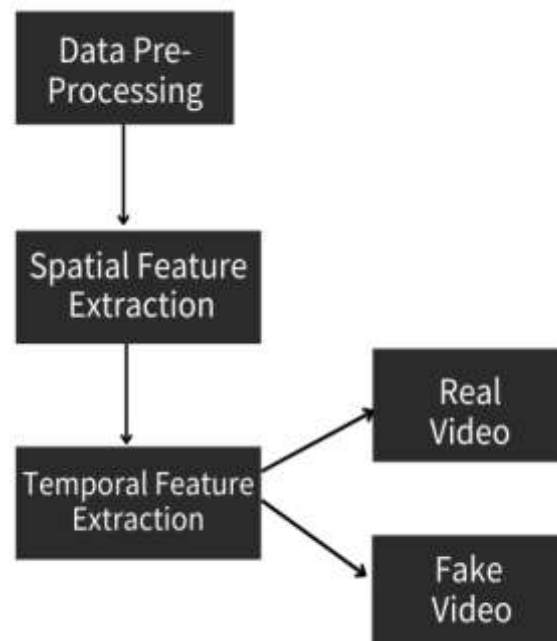 Data Pre-
Processing
Spatial Feature
Extraction
Temporal Feature
Extraction
Real
Video
Fake
Video